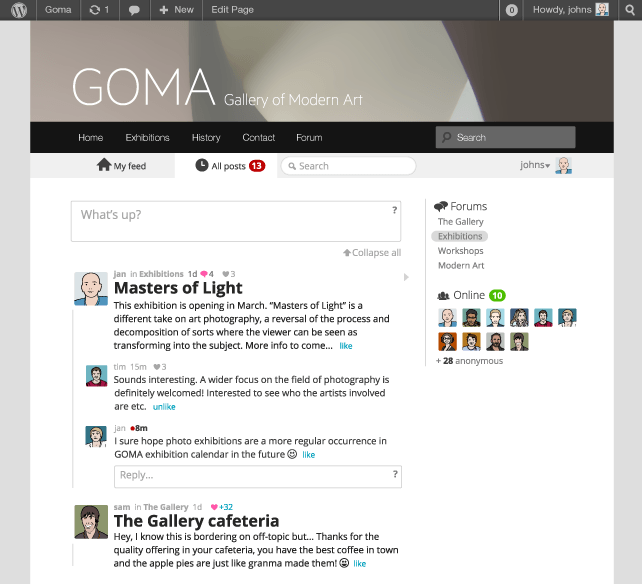 Goma 1 New Edit Page 0 Howdy, johns
GOMA Gallery of Modern Art
Home Exhibitions History Contact Forum Search
My feed All posts 13 Search johns
What's up? ?
Collapse all
jan in Exhibitions 1d 4 3
Masters of Light
This exhibition is opening in March. “Masters of Light” is a
different take on art photography, a reversal of the process and
decomposition of sorts where the viewer can be seen as
transforming into the subject. More info to come... like
tim 15m 3
Sounds interesting. A wider focus on the field of photography is
definitely welcomed! Interested to see who the artists involved
are etc. unlike
jan 8m
I sure hope photo exhibitions are a more regular occurrence in
GOMA exhibition calendar in the future like
Reply... ?
sam in The Gallery 1d +32
The Gallery cafeteria
Hey, I know this is bordering on off-topic but... Thanks for the
quality offering in your cafeteria, you have the best coffee in town
and the apple pies are just like granma made them! like
Forums
The Gallery
Exhibitions
Workshops
Modern Art
Online 10
+ 28 anonymous